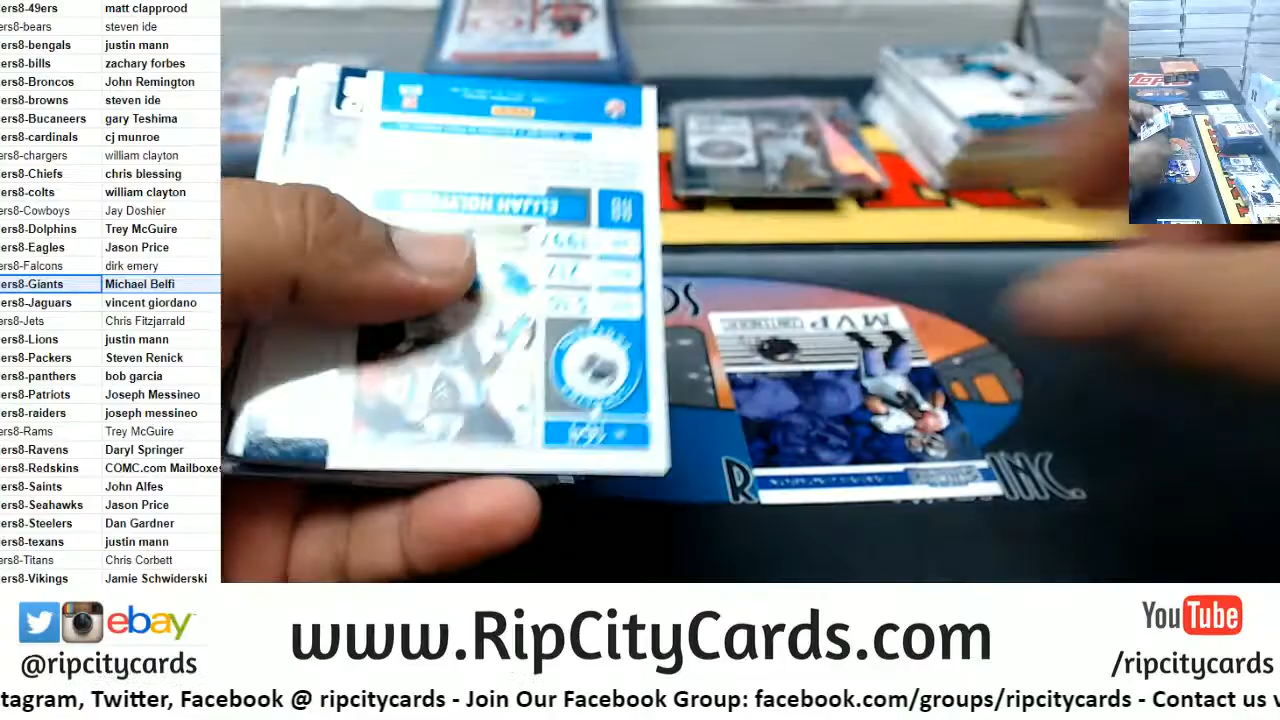 ers8-49ers matt clapprood
ers8-bears steven ide
ers8-bengals justin mann
ers8-bills zachary forbes
ers8-Broncos John Remington
ers8-browns steven ide
ers8-Bucaneers gary Teshima
ers8-cardinals cj munroe
ers8-chargers william clayton
ers8-Chiefs chris blessing
ers8-colts william clayton
ers8-Cowboys Jay Doshier
ers8-Dolphins Trey McGuire
ers8-Eagles Jason Price
ers8-Falcons dirk emery
ers8-Giants Michael Belfi
ers8-Jaguars vincent giordano
ers8-Jets Chris Fitzjarrald
ers8-Lions justin mann
ers8-Packers Steven Renick
ers8-panthers bob garcia
ers8-Patriots Joseph Messineo
ers8-raiders joseph messineo
ers8-Rams Trey McGuire
ers8-Ravens Daryl Springer
ers8-Redskins COMC.com Mailboxes
ers8-Saints John Alfes
ers8-Seahawks Jason Price
ers8-Steelers Dan Gardner
ers8-texans justin mann
ers8-Titans Chris Corbett
ers8-Vikings Jamie Schwiderski
ELIJAH HOLYFIELD
MVP CONTENDERS
OS
R INC.
ebay
@ripcitycards
www.RipCityCards.com
YouTube
/ripcitycards
stagram, Twitter, Facebook @ ripcitycards - Join Our Facebook Group: facebook.com/groups/ripcitycards - Contact us v